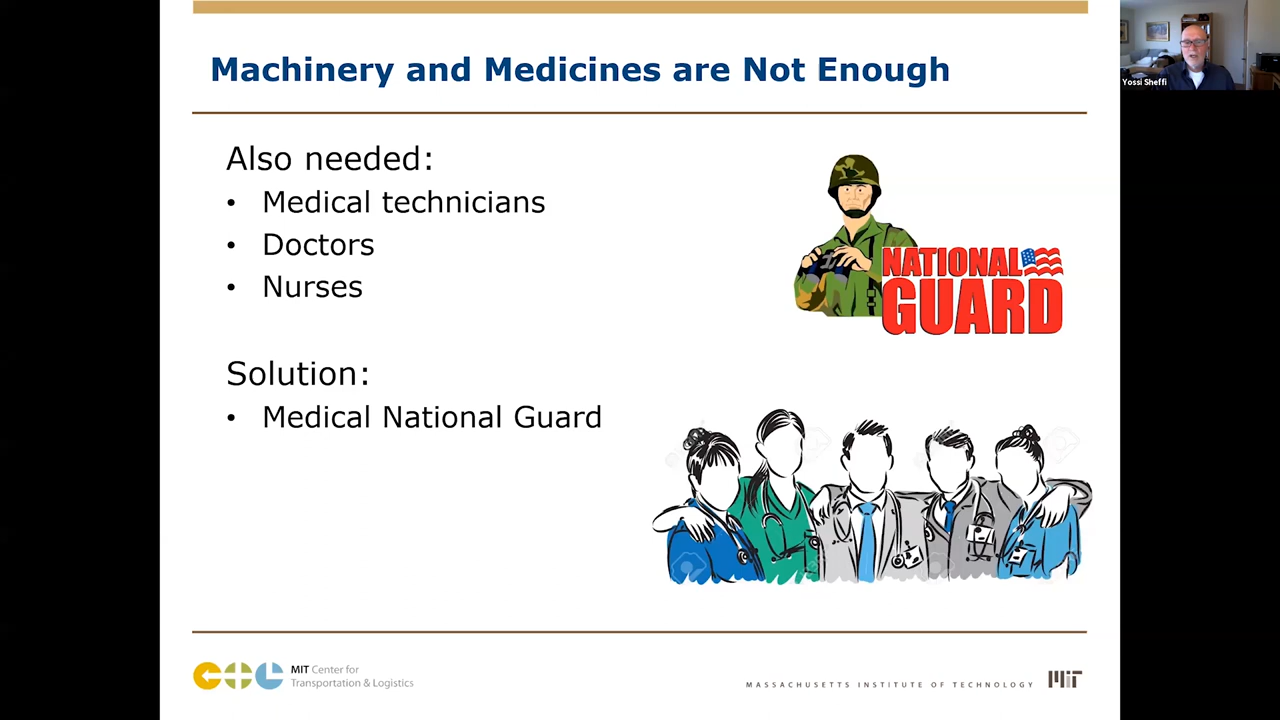 Machinery and Medicines are Not Enough
Yossi Sheffi
Also needed:
• Medical technicians
• Doctors
• Nurses
NATIONAL
GUARD
Solution:
• Medical National Guard
MIT Center for
Transportation & Logistics
MASSACHUSETTS INSTITUTE OF TECHNOLOGY
MIT